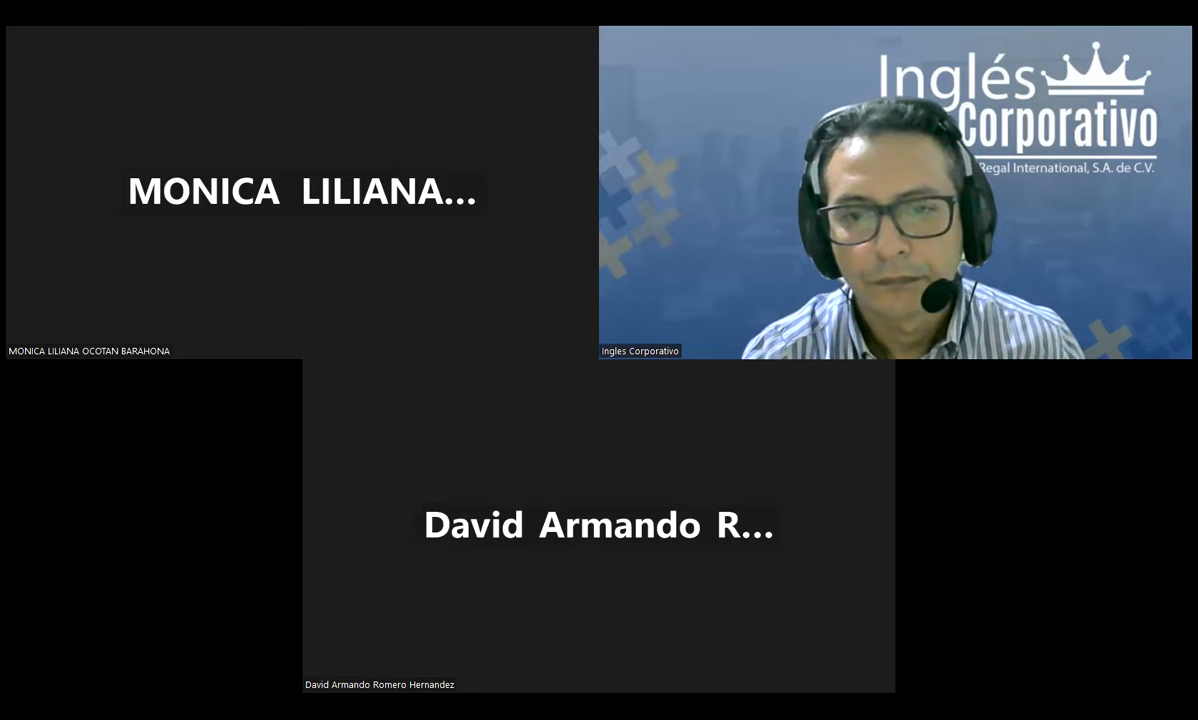 MONICA LILIANA...
MONICA LILIANA OCOTAN BARAHONA
Inglés
Corporativo
Regal International, S.A. de C.V.
Ingles Corporativo
David Armando R...
David Armando Romero Hernandez